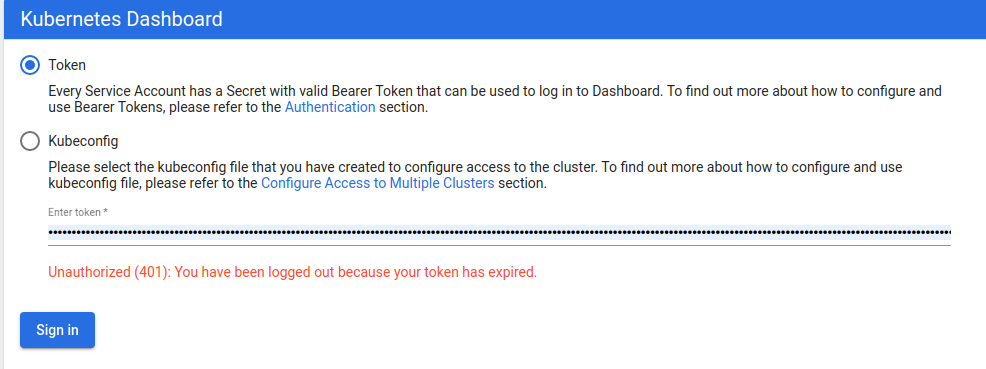 Kubernetes Dashboard
Token
Every Service Account has a Secret with valid Bearer Token that can be used to log in to Dashboard. To find out more about how to configure and
use Bearer Tokens, please refer to the Authentication section.
Kubeconfig
Please select the kubeconfig file that you have created to configure access to the cluster. To find out more about how to configure and use
kubeconfig file, please refer to the Configure Access to Multiple Clusters section.
Enter token *
Unauthorized (401): You have been logged out because your token has expired.
Sign in